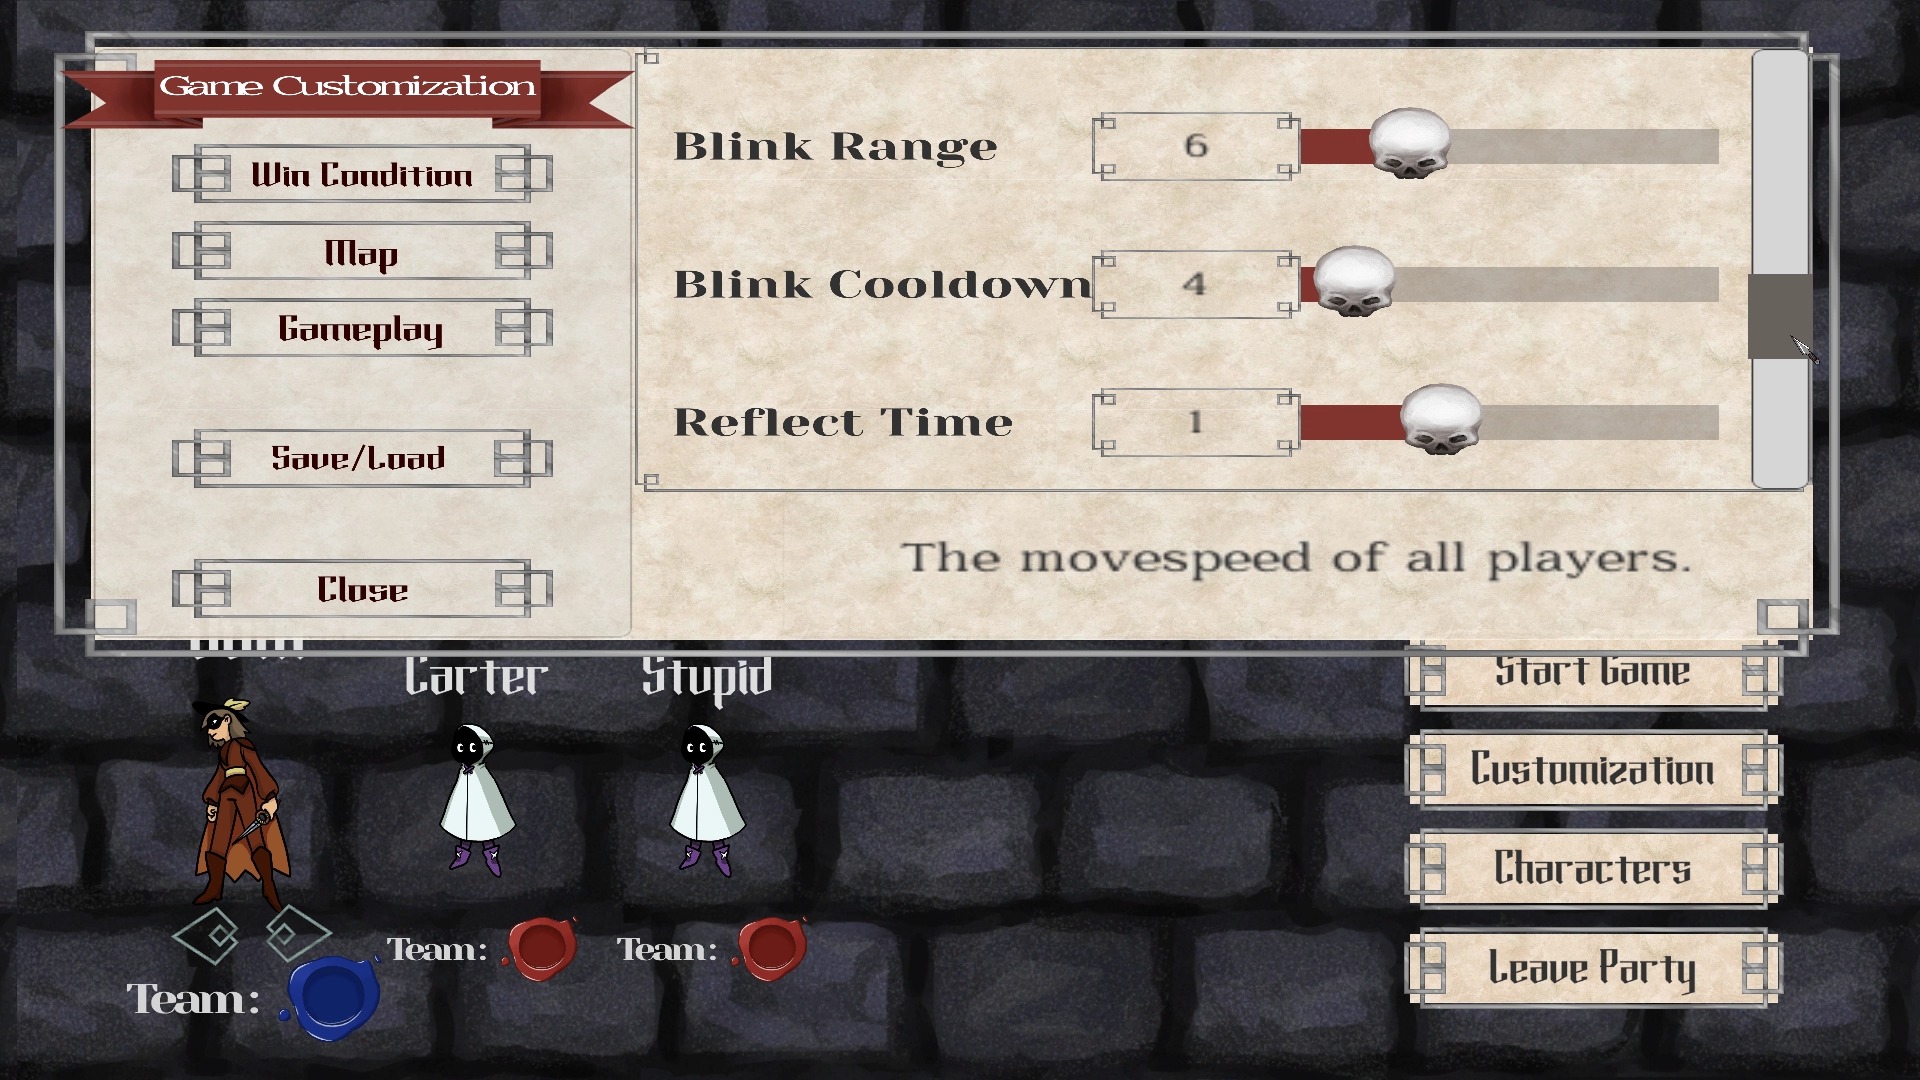 Game Customization
Win Condition
Map
Gameplay
Save/Load
Close
Blink Range
6
Blink Cooldown
4
Reflect Time
1
The movespeed of all players.
Carter
Stupid
Team:
Team:
Team:
Start Game
Customization
Characters
Leave Party